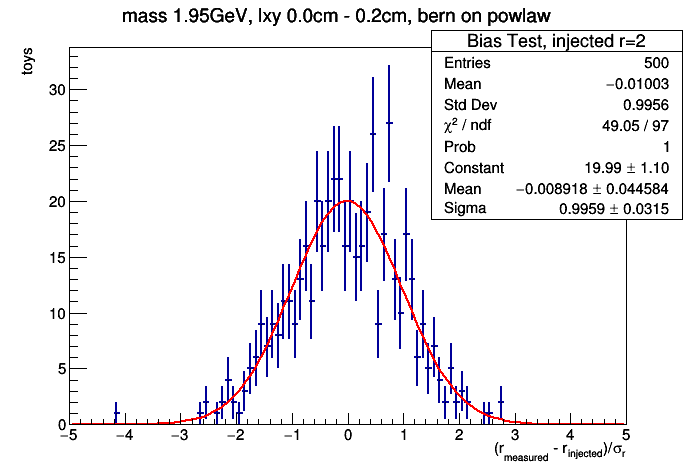 mass 1.95GeV, lxy 0.0cm - 0.2cm, bern on powlaw
toys
Bias Test, injected r=2
Entries 500
Mean −0.01003
Std Dev 0.9956
χ² / ndf 49.05 / 97
Prob 1
Constant 19.99 ± 1.10
Mean −0.008918 ± 0.044584
Sigma 0.9959 ± 0.0315
30
25
20
15
10
5
0
−5 −4 −3 −2 −1 0 1 2 3 4 5
(r_measured - r_injected)/σ_r